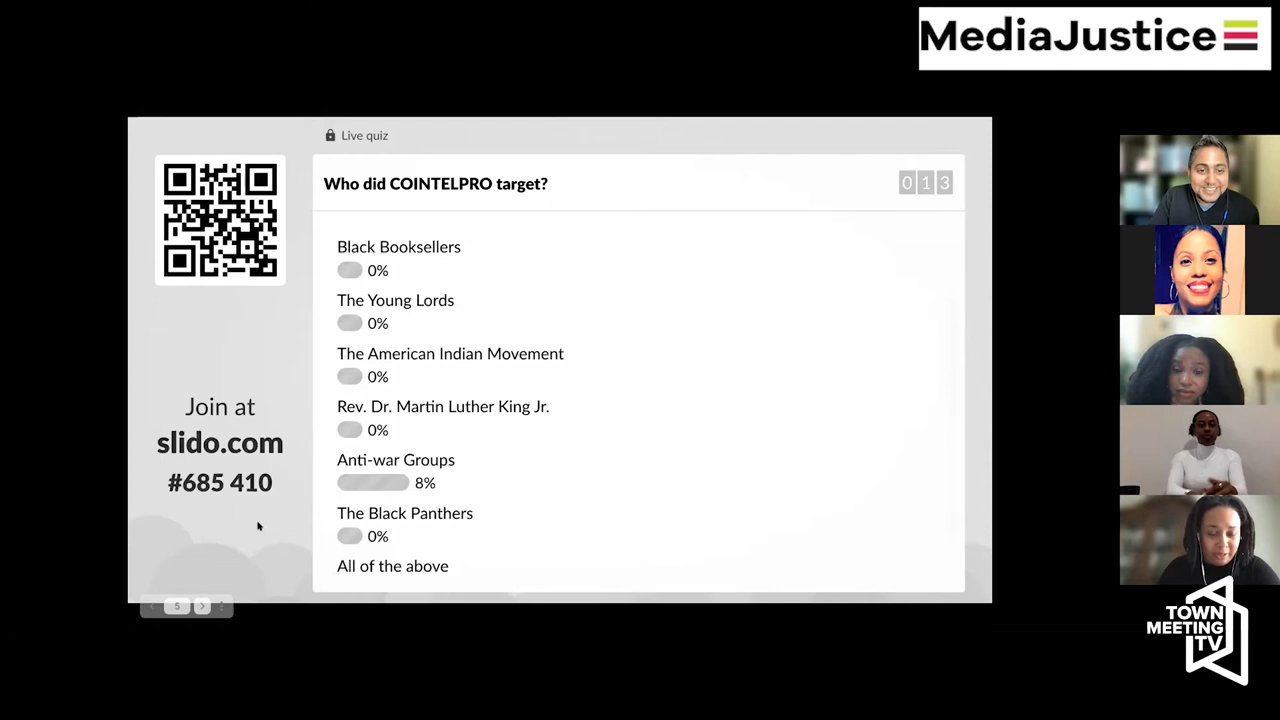 MediaJustice
Live quiz
Who did COINTELPRO target?
013
Black Booksellers
0%
The Young Lords
0%
The American Indian Movement
0%
Rev. Dr. Martin Luther King Jr.
0%
Anti-war Groups
8%
The Black Panthers
0%
All of the above
Join at
slido.com
#685 410
5
TOWN
MEETING
TV